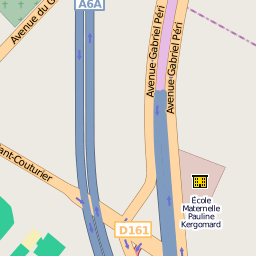 A6A
Avenue du G
Avenue Gabriel Péri
Avenue Gabriel Péri
ant-Couturier
École
Maternelle
Pauline
Kergomard
D161